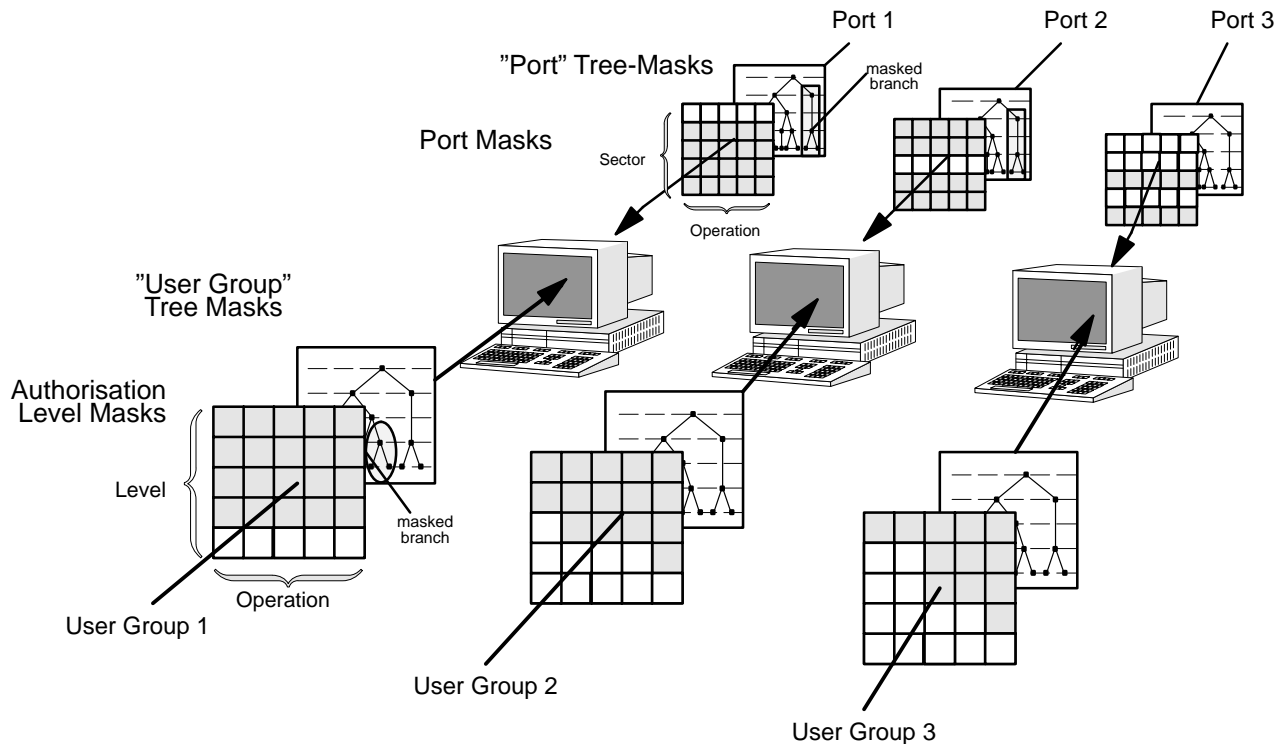 Port 1
Port 2
Port 3
”Port” Tree-Masks
masked
branch
Port Masks
Sector
Operation
”User Group”
Tree Masks
Authorisation
Level Masks
Level
masked
branch
Operation
User Group 1
User Group 2
User Group 3